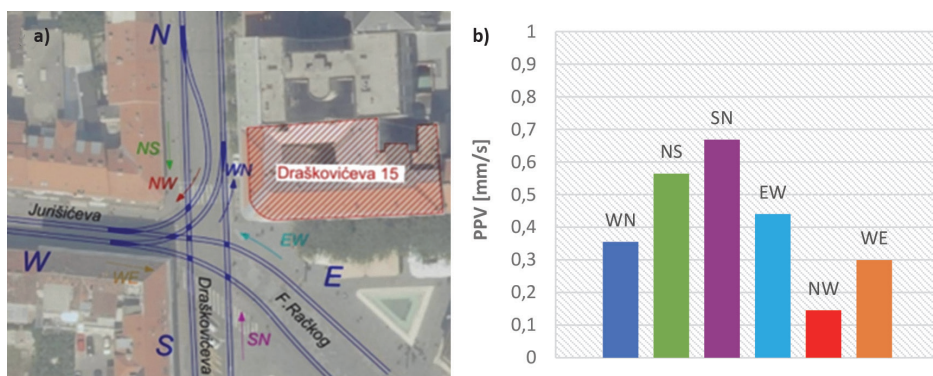 a)
N
NS
NW
WN
Draškovićeva 15
Jurišićeva
W
EW
WE
E
S
Draškovićeva
SN
F.Račkog
b)
PPV [mm/s]
1
0,9
0,8
0,7
0,6
0,5
0,4
0,3
0,2
0,1
0
WN
NS
SN
EW
NW
WE